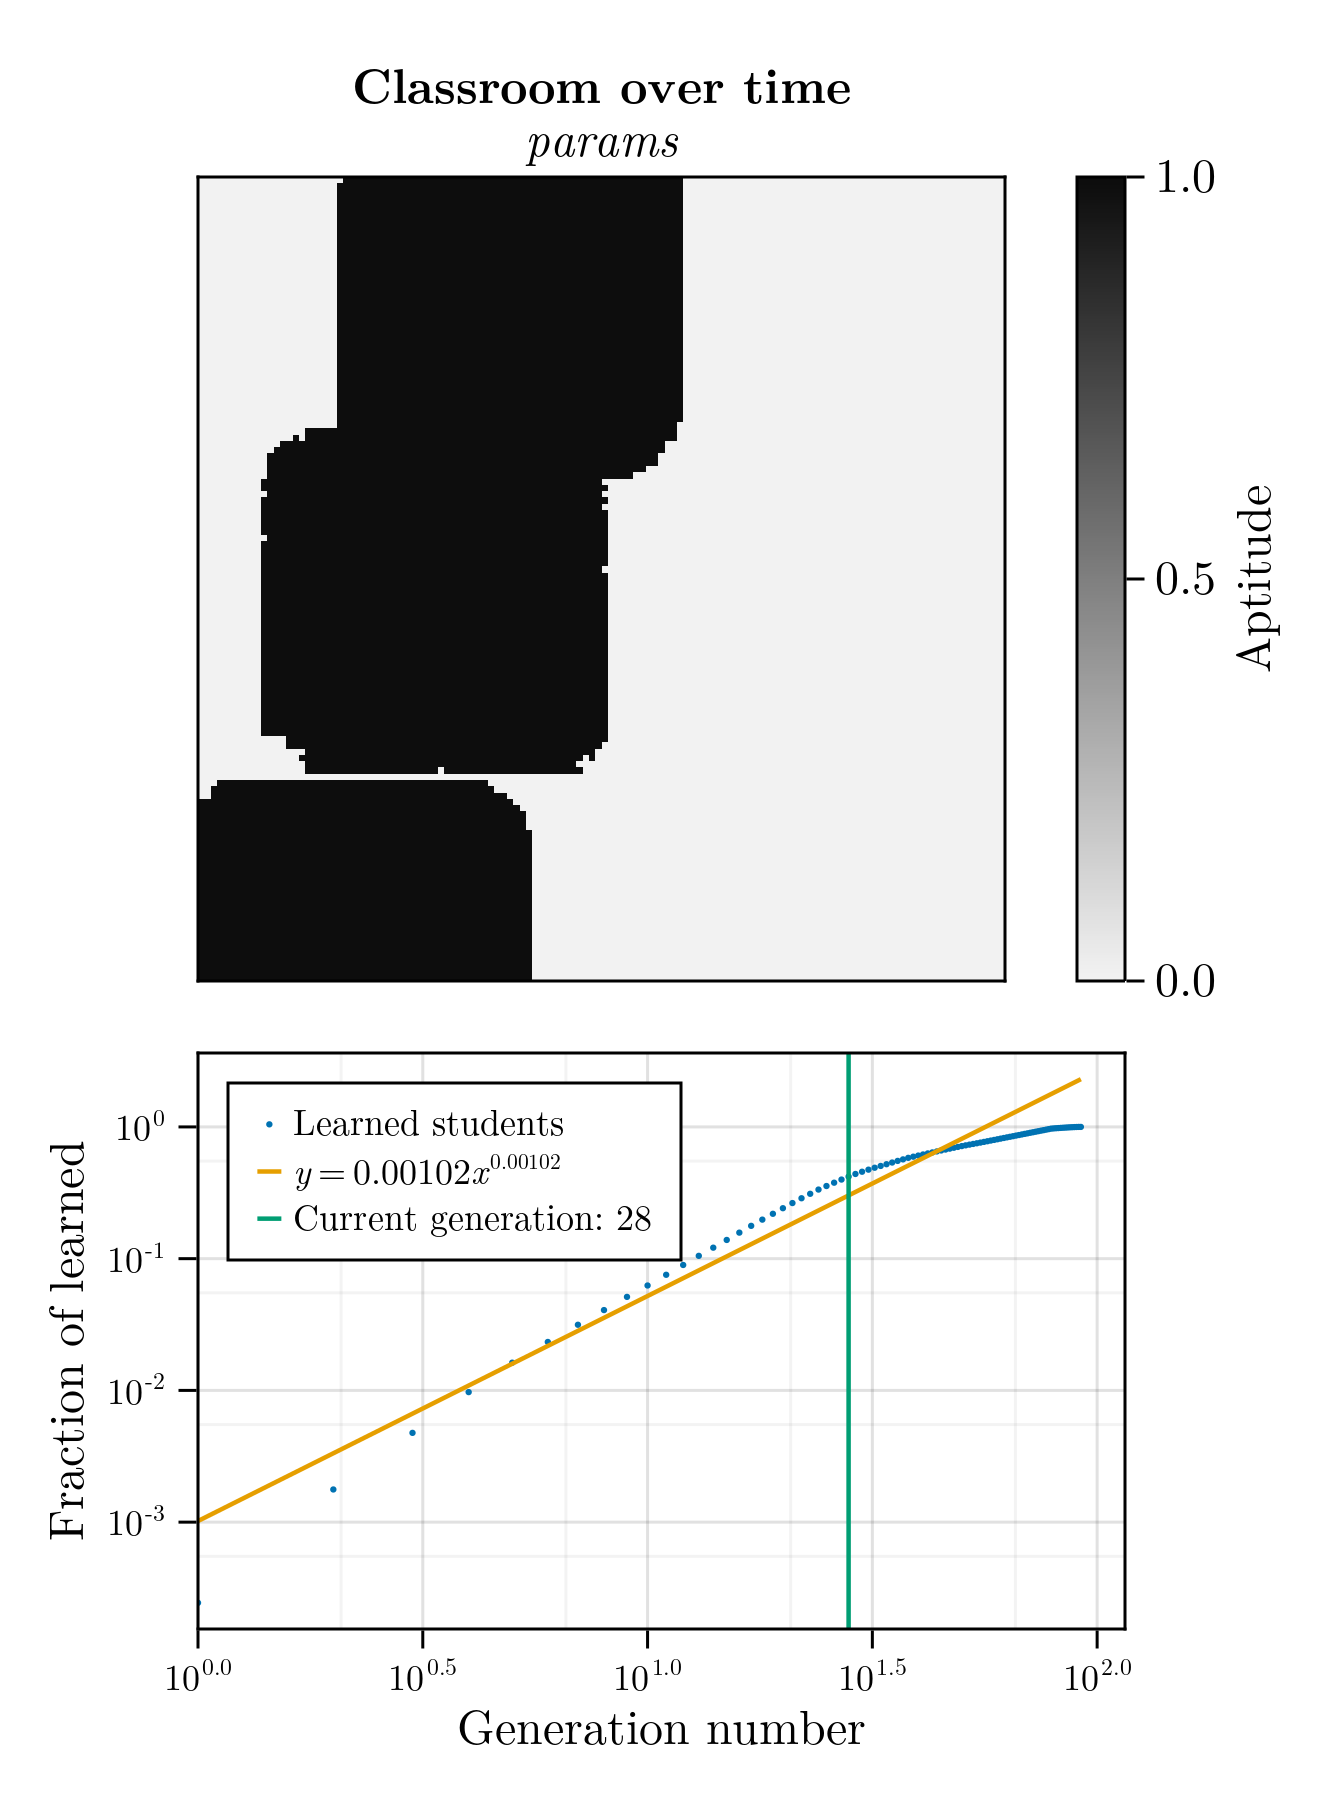 Classroom over time
params
1.0
0.5
0.0
Aptitude
Learned students
y = 0.00102x^0.00102
Current generation: 28
10^0
10^-1
10^-2
10^-3
Fraction of learned
10^0.0 10^0.5 10^1.0 10^1.5 10^2.0
Generation number